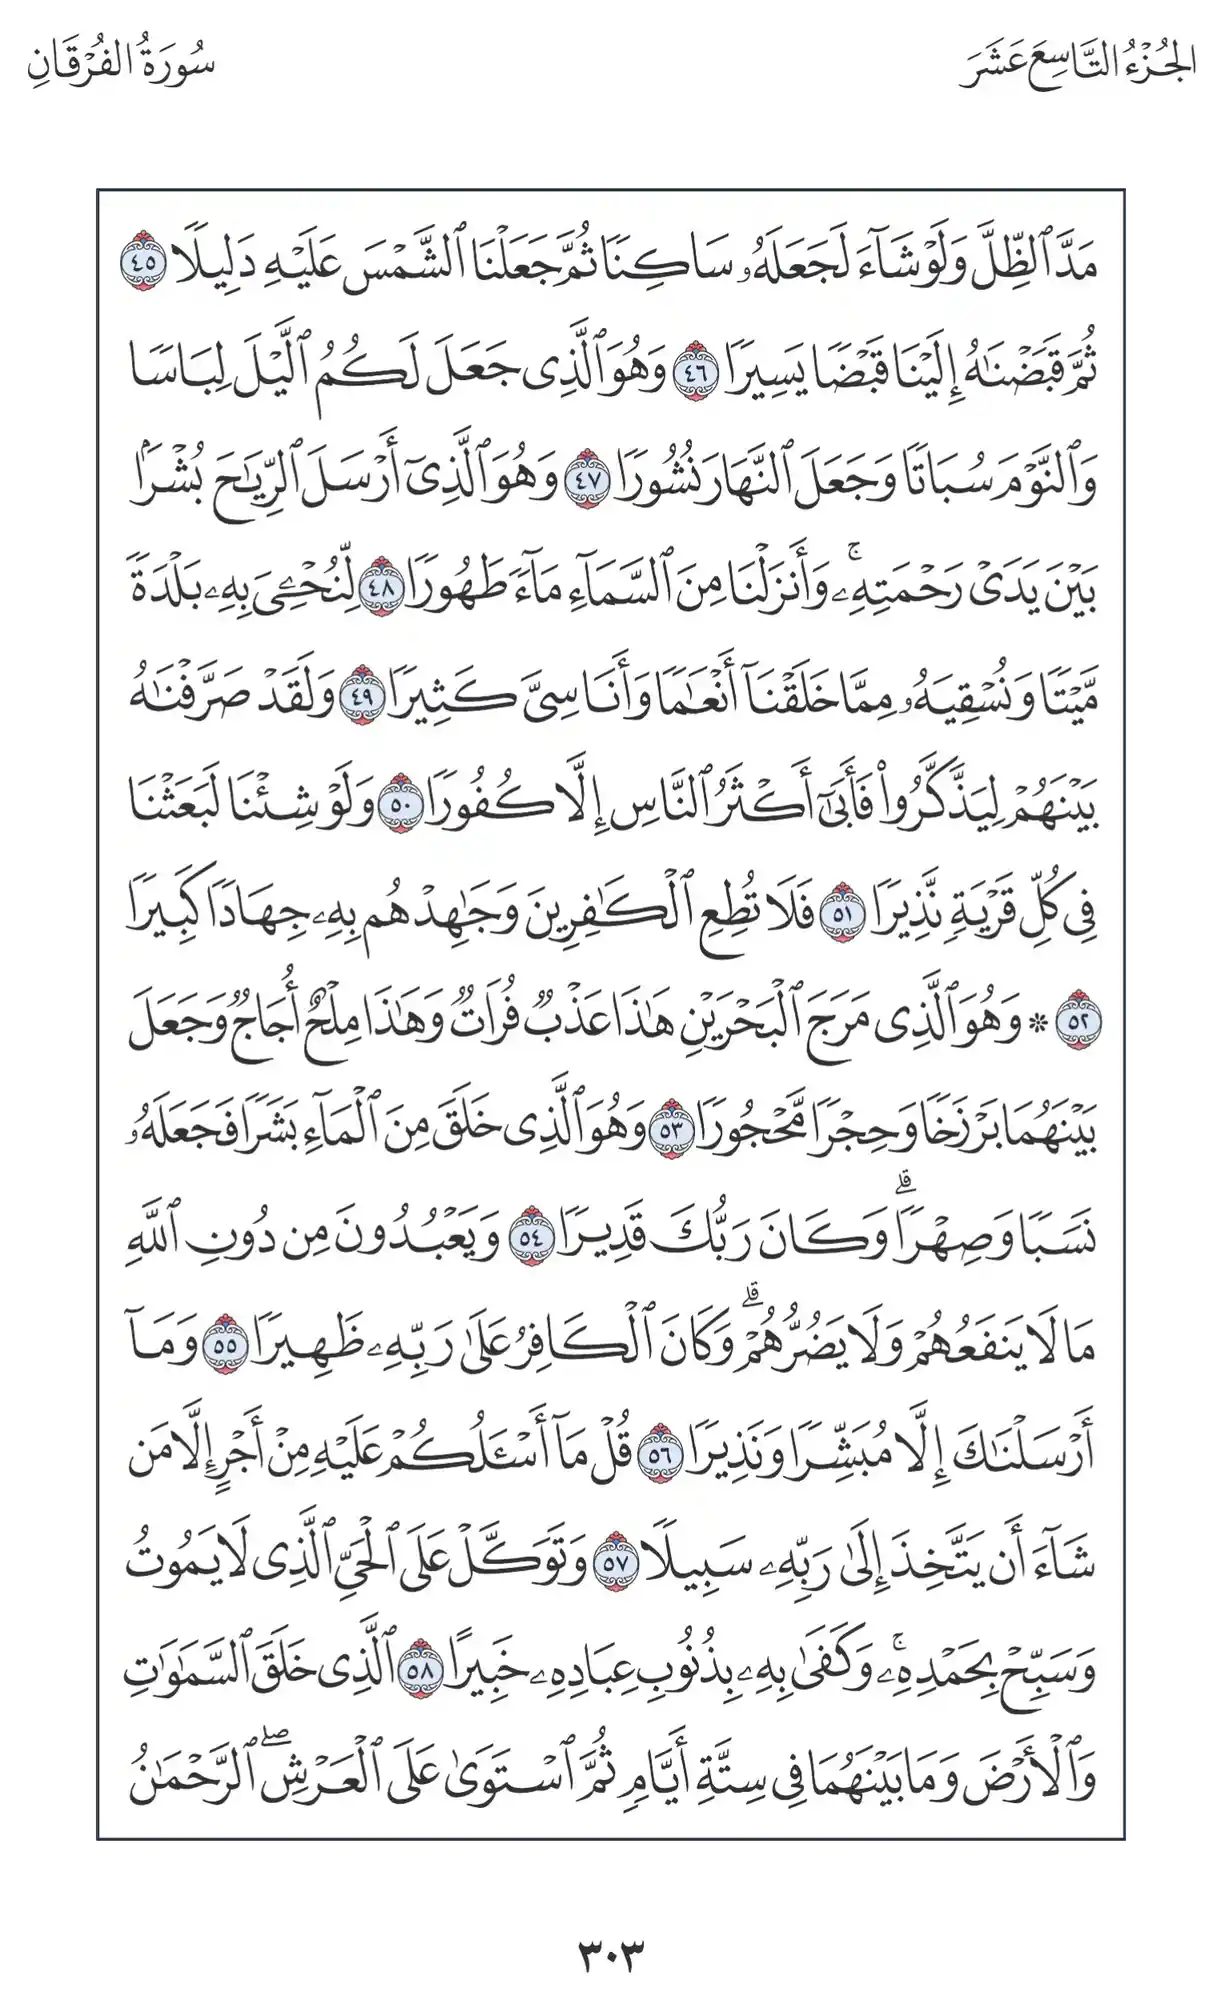 الجُزْءُ التَّاسِعَ عَشَرَ
سُورَةُ الفُرْقَانِ
مَدَّ ٱلظِّلَّ وَلَوْ شَآءَ لَجَعَلَهُۥ سَاكِنًا ثُمَّ جَعَلْنَا ٱلشَّمْسَ عَلَيْهِ دَلِيلًا ٤٥
ثُمَّ قَبَضْنَٰهُ إِلَيْنَا قَبْضًا يَسِيرًا ٤٦ وَهُوَ ٱلَّذِى جَعَلَ لَكُمُ ٱلَّيْلَ لِبَاسًا
وَٱلنَّوْمَ سُبَاتًا وَجَعَلَ ٱلنَّهَارَ نُشُورًا ٤٧ وَهُوَ ٱلَّذِىٓ أَرْسَلَ ٱلرِّيَٰحَ بُشْرًۢا
بَيْنَ يَدَىْ رَحْمَتِهِۦۚ وَأَنزَلْنَا مِنَ ٱلسَّمَآءِ مَآءً طَهُورًا ٤٨ لِّنُحْـِۧىَ بِهِۦ بَلْدَةً
مَّيْتًا وَنُسْقِيَهُۥ مِمَّا خَلَقْنَآ أَنْعَٰمًا وَأَنَاسِىَّ كَثِيرًا ٤٩ وَلَقَدْ صَرَّفْنَٰهُ
بَيْنَهُمْ لِيَذَّكَّرُوا۟ فَأَبَىٰٓ أَكْثَرُ ٱلنَّاسِ إِلَّا كُفُورًا ٥٠ وَلَوْ شِئْنَا لَبَعَثْنَا
فِى كُلِّ قَرْيَةٍ نَّذِيرًا ٥١ فَلَا تُطِعِ ٱلْكَٰفِرِينَ وَجَٰهِدْهُم بِهِۦ جِهَادًا كَبِيرًا
٥٢ ۞ وَهُوَ ٱلَّذِى مَرَجَ ٱلْبَحْرَيْنِ هَٰذَا عَذْبٌ فُرَاتٌ وَهَٰذَا مِلْحٌ أُجَاجٌ وَجَعَلَ
بَيْنَهُمَا بَرْزَخًا وَحِجْرًا مَّحْجُورًا ٥٣ وَهُوَ ٱلَّذِى خَلَقَ مِنَ ٱلْمَآءِ بَشَرًا فَجَعَلَهُۥ
نَسَبًا وَصِهْرًاۗ وَكَانَ رَبُّكَ قَدِيرًا ٥٤ وَيَعْبُدُونَ مِن دُونِ ٱللَّهِ
مَا لَا يَنفَعُهُمْ وَلَا يَضُرُّهُمْۗ وَكَانَ ٱلْكَافِرُ عَلَىٰ رَبِّهِۦ ظَهِيرًا ٥٥ وَمَآ
أَرْسَلْنَٰكَ إِلَّا مُبَشِّرًا وَنَذِيرًا ٥٦ قُلْ مَآ أَسْـَٔلُكُمْ عَلَيْهِ مِنْ أَجْرٍ إِلَّا مَن
شَآءَ أَن يَتَّخِذَ إِلَىٰ رَبِّهِۦ سَبِيلًا ٥٧ وَتَوَكَّلْ عَلَى ٱلْحَىِّ ٱلَّذِى لَا يَمُوتُ
وَسَبِّحْ بِحَمْدِهِۦۚ وَكَفَىٰ بِهِۦ بِذُنُوبِ عِبَادِهِۦ خَبِيرًا ٥٨ ٱلَّذِى خَلَقَ ٱلسَّمَٰوَٰتِ
وَٱلْأَرْضَ وَمَا بَيْنَهُمَا فِى سِتَّةِ أَيَّامٍ ثُمَّ ٱسْتَوَىٰ عَلَى ٱلْعَرْشِۖ ٱلرَّحْمَٰنُ
٣٠٣